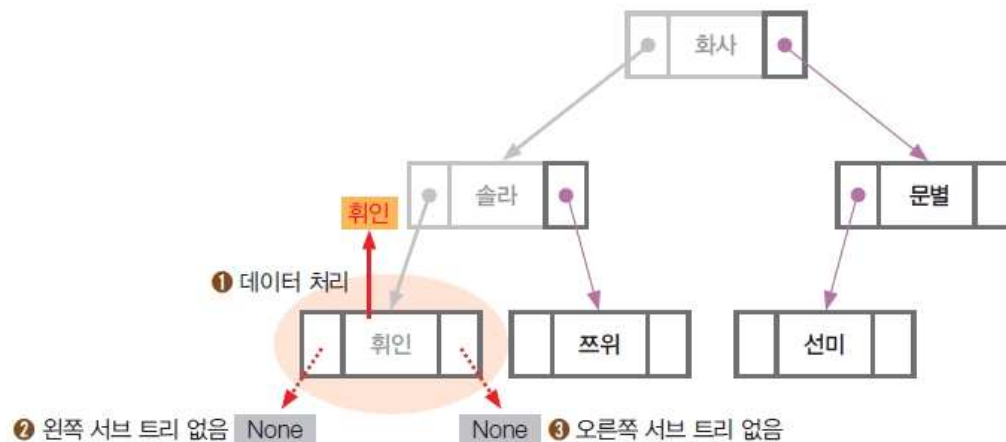 화사
솔라
문별
휘인
❶ 데이터 처리
휘인
쯔위
선미
❷ 왼쪽 서브 트리 없음 None
None ❸ 오른쪽 서브 트리 없음